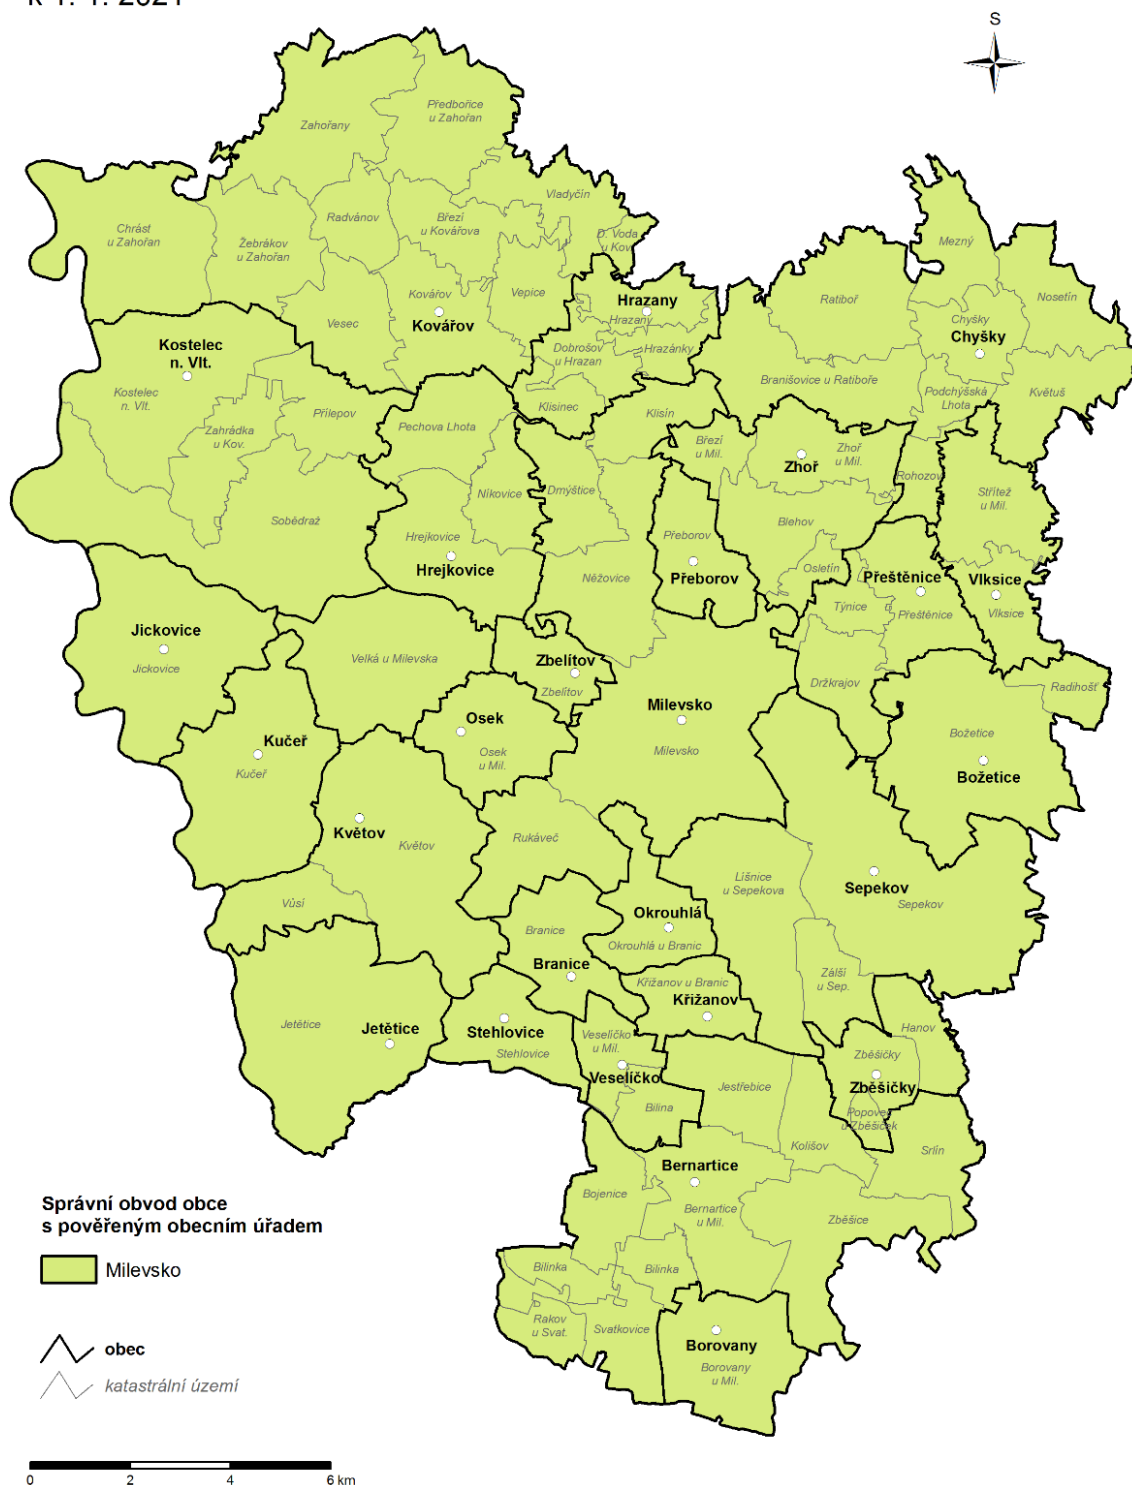 k 1. 1. 2021
S
Předbořice
u Zahořan
Zahořany
Vladyčín
Chrást
u Zahořan
Radvánov
Březí
u Kovářova
D. Voda
u Kov.
Žebrákov
u Zahořan
Mezný
Kovářov
Kovářov
Vepice
Hrazany
Hrazany
Ratiboř
Nosetín
Chyšky
Chyšky
Vesec
Kostelec
n. Vlt.
Kostelec
n. Vlt.
Dobrošov
u Hrazan
Hrazánky
Branišovice u Ratiboře
Podchýšská
Lhota
Květuš
Přílepov
Zahrádka
u Kov.
Pechova Lhota
Klisinec
Klisín
Březí
u Mil.
Zhoř
Zhoř
u Mil.
Rohozov
Níkovice
Dmýštice
Střítež
u Mil.
Sobědraž
Hrejkovice
Hrejkovice
Přeborov
Přeborov
Blehov
Osletín
Něžovice
Přeštěnice
Přeštěnice
Vlksice
Vlksice
Týnice
Jickovice
Jickovice
Velká u Milevska
Zbelítov
Zbelítov
Držkrajov
Radihošť
Milevsko
Milevsko
Osek
Osek
u Mil.
Božetice
Božetice
Kučeř
Kučeř
Květov
Květov
Rukáveč
Líšnice
u Sepekova
Sepekov
Sepekov
Vůsí
Okrouhlá
Okrouhlá u Branic
Branice
Branice
Zálší
u Sep.
Křižanov u Branic
Křižanov
Jetětice
Jetětice
Stehlovice
Stehlovice
Veselíčko
u Mil.
Veselíčko
Hanov
Zběšičky
Zběšičky
Jestřebice
Bilina
Popovec
u Zběšiček
Kolišov
Srlín
Bernartice
Bernartice
u Mil.
Bojenice
Zběšice
Bilinka
Bilinka
Rakov
u Svat.
Svatkovice
Borovany
Borovany
u Mil.
Správní obvod obce
s pověřeným obecním úřadem
Milevsko
obec
katastrální území
0 2 4 6 km